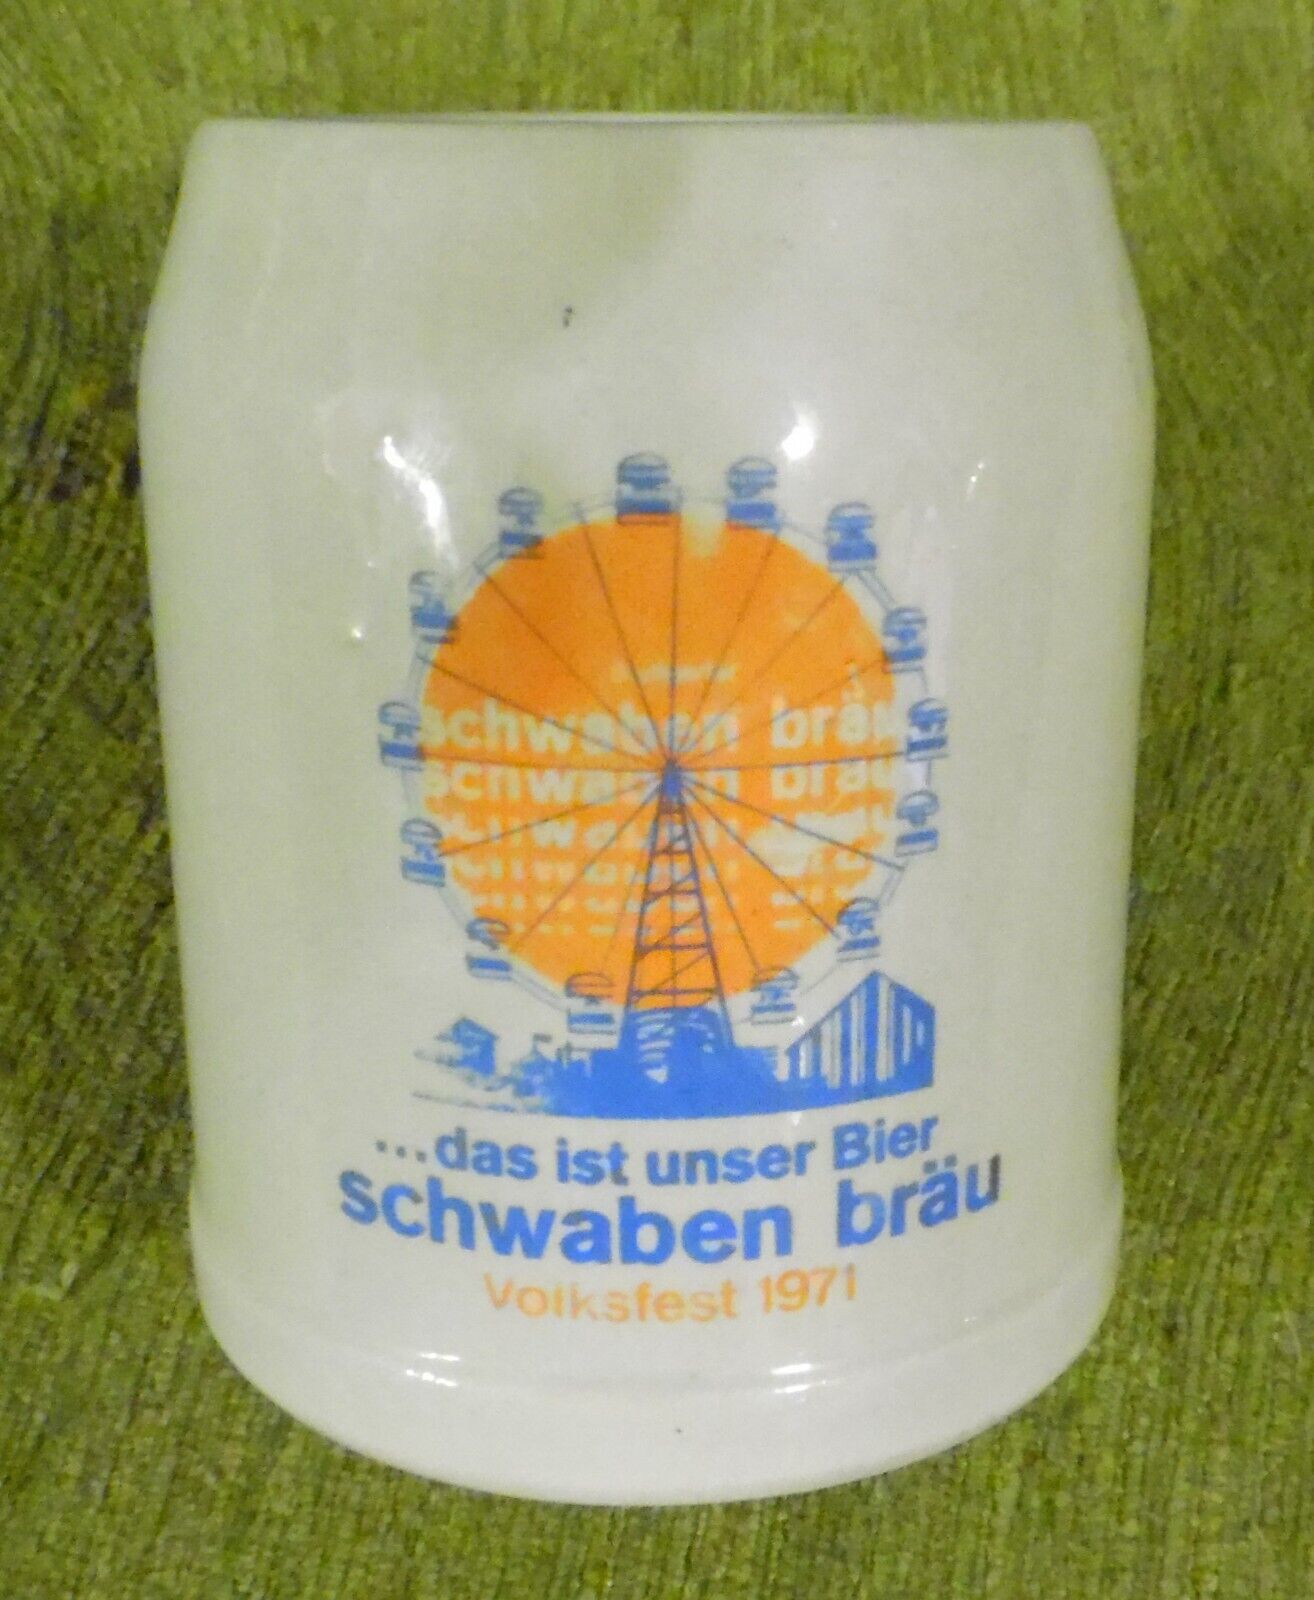 schwaben bräu
schwaben bräu
...das ist unser Bier
schwaben bräu
Volksfest 1971